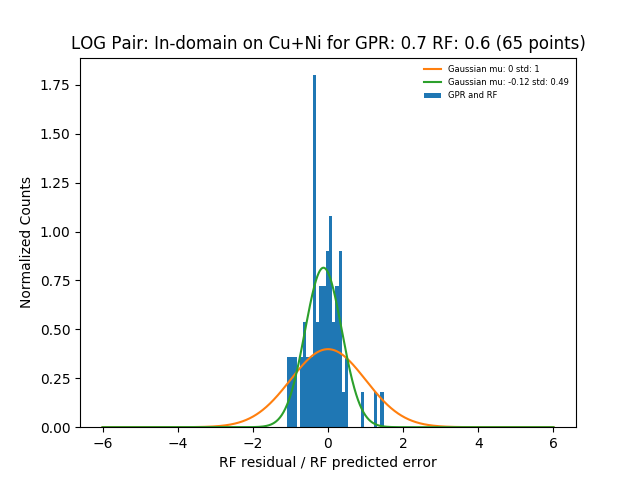 LOG Pair: In-domain on Cu+Ni for GPR: 0.7 RF: 0.6 (65 points)
Gaussian mu: 0 std: 1
Gaussian mu: -0.12 std: 0.49
GPR and RF
Normalized Counts
1.75
1.50
1.25
1.00
0.75
0.50
0.25
0.00
−6 −4 −2 0 2 4 6
RF residual / RF predicted error